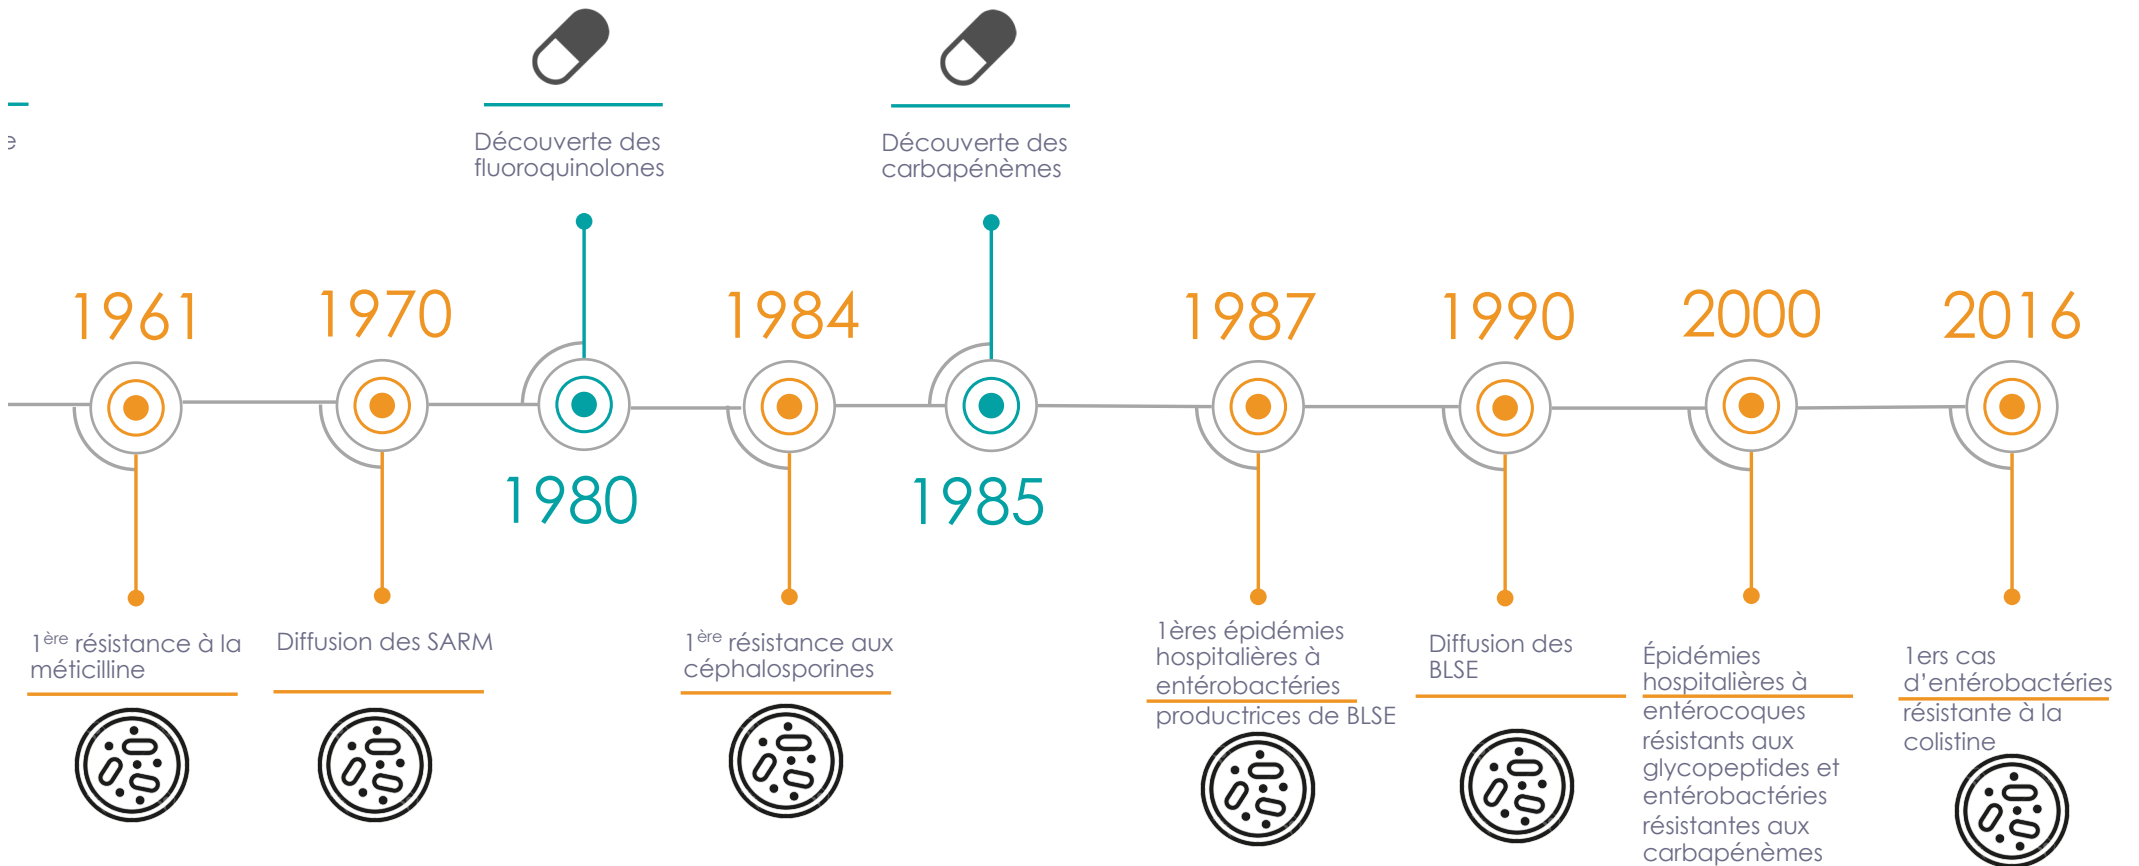 Découverte des
fluoroquinolones
Découverte des
carbapénèmes
1961
1970
1984
1987
1990
2000
2016
1980
1985
1ère résistance à la
méticilline
Diffusion des SARM
1ère résistance aux
céphalosporines
1ères épidémies
hospitalières à
entérobactéries
productrices de BLSE
Diffusion des
BLSE
Épidémies
hospitalières à
entérocoques
résistants aux
glycopeptides et
entérobactéries
résistantes aux
carbapénèmes
1ers cas
d’entérobactéries
résistante à la
colistine